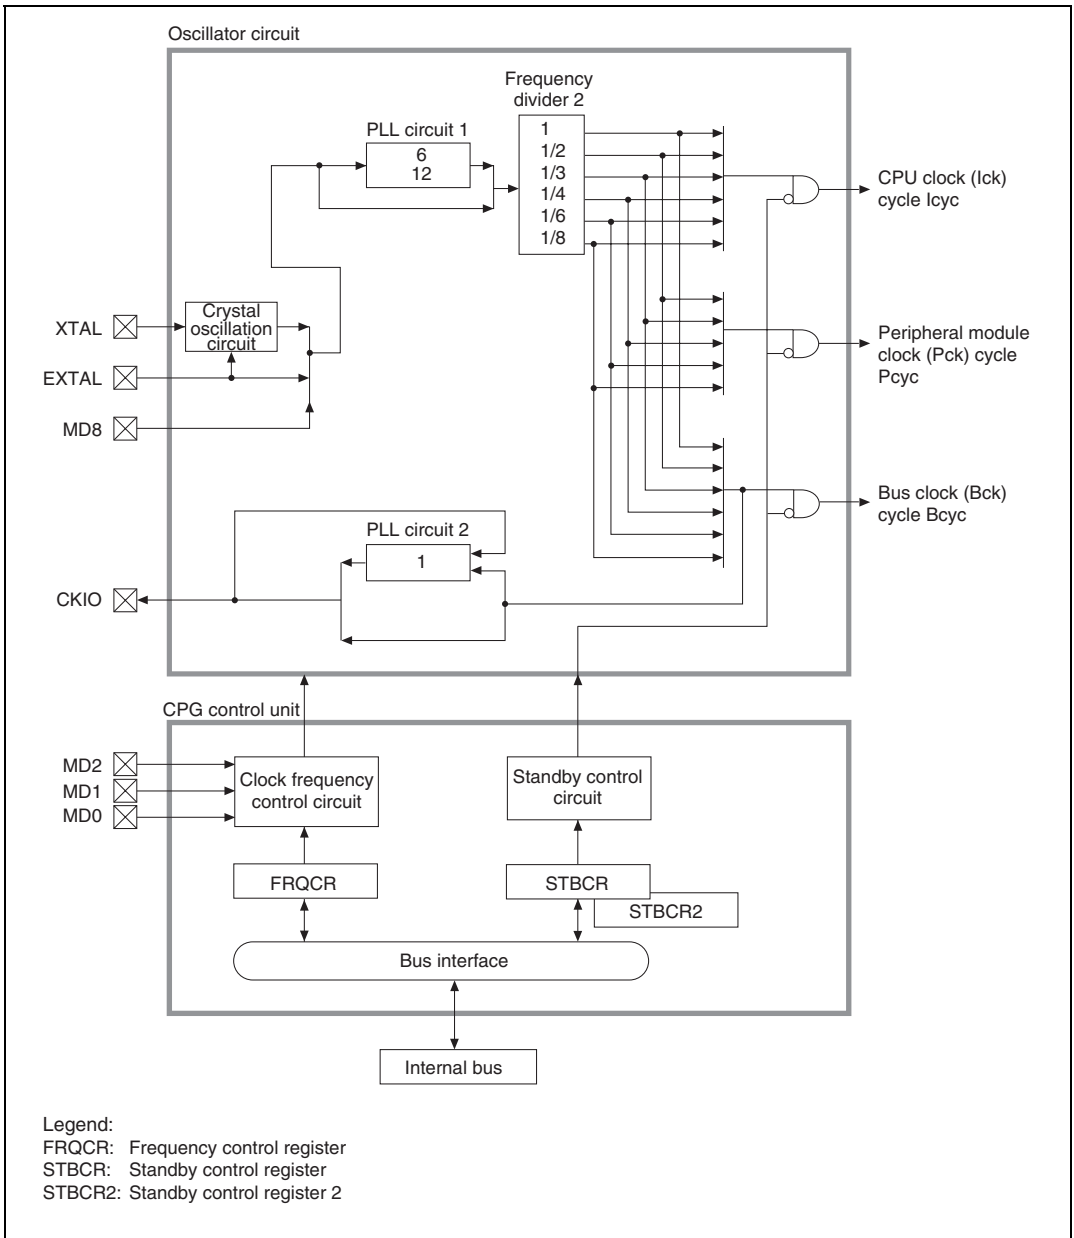 Oscillator circuit
Frequency
divider 2
PLL circuit 1
6
12
1
1/2
1/3
1/4
1/6
1/8
CPU clock (Ick)
cycle Icyc
XTAL
Crystal
oscillation
circuit
EXTAL
MD8
Peripheral module
clock (Pck) cycle
Pcyc
Bus clock (Bck)
cycle Bcyc
PLL circuit 2
1
CKIO
CPG control unit
MD2
MD1
MD0
Clock frequency
control circuit
Standby control
circuit
FRQCR
STBCR
STBCR2
Bus interface
Internal bus
Legend:
FRQCR: Frequency control register
STBCR: Standby control register
STBCR2: Standby control register 2